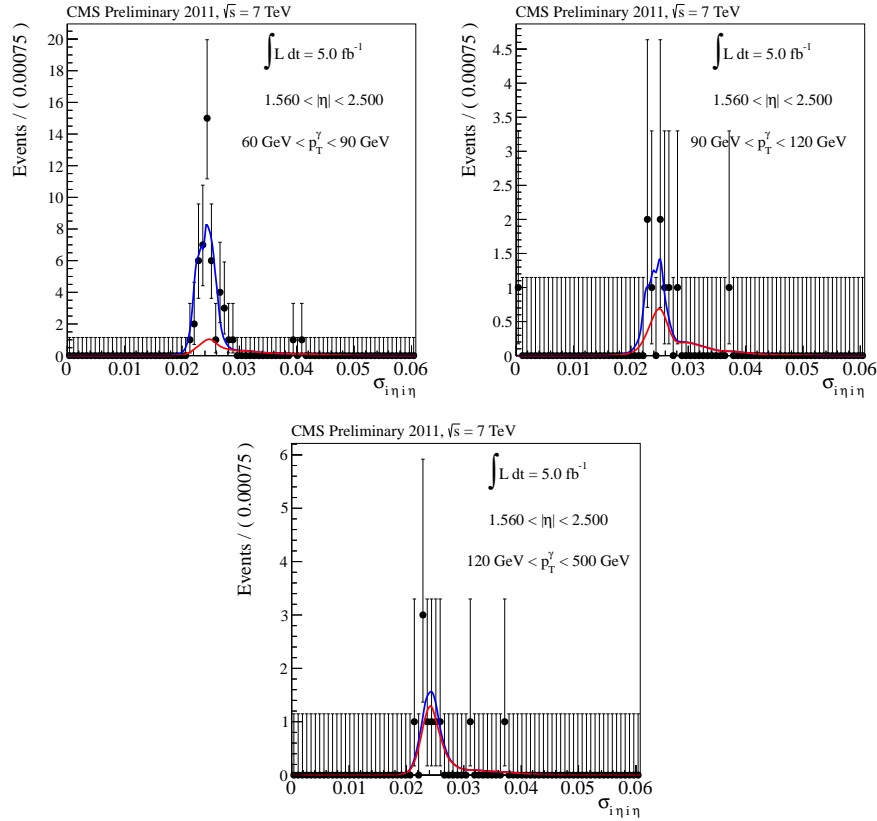 CMS Preliminary 2011, √s = 7 TeV
Events / ( 0.00075 )
20
18
16
14
12
10
8
6
4
2
0
∫ L dt = 5.0 fb⁻¹
1.560 < |η| < 2.500
60 GeV < p_T^γ < 90 GeV
0 0.01 0.02 0.03 0.04 0.05 0.06
σ_{iηiη}
CMS Preliminary 2011, √s = 7 TeV
Events / ( 0.00075 )
4.5
4
3.5
3
2.5
2
1.5
1
0.5
0
∫ L dt = 5.0 fb⁻¹
1.560 < |η| < 2.500
90 GeV < p_T^γ < 120 GeV
0 0.01 0.02 0.03 0.04 0.05 0.06
σ_{iηiη}
CMS Preliminary 2011, √s = 7 TeV
Events / ( 0.00075 )
6
5
4
3
2
1
0
∫ L dt = 5.0 fb⁻¹
1.560 < |η| < 2.500
120 GeV < p_T^γ < 500 GeV
0 0.01 0.02 0.03 0.04 0.05 0.06
σ_{iηiη}